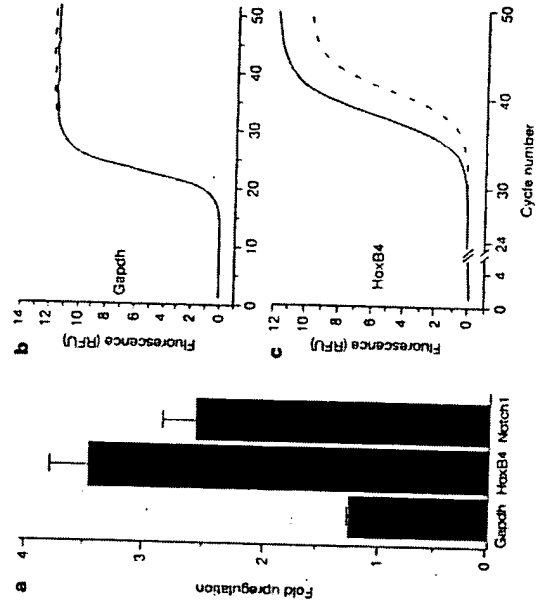 a
Fold upregulation
4
3
2
1
0
Gapdh HoxB4 Notch1
b
Fluorescence (RFU)
14
12
10
8
6
4
2
0
Gapdh
0 10 20 30 40 50
c
Fluorescence (RFU)
12
10
8
6
4
2
0
HoxB4
0 4 24 30 40 50
Cycle number